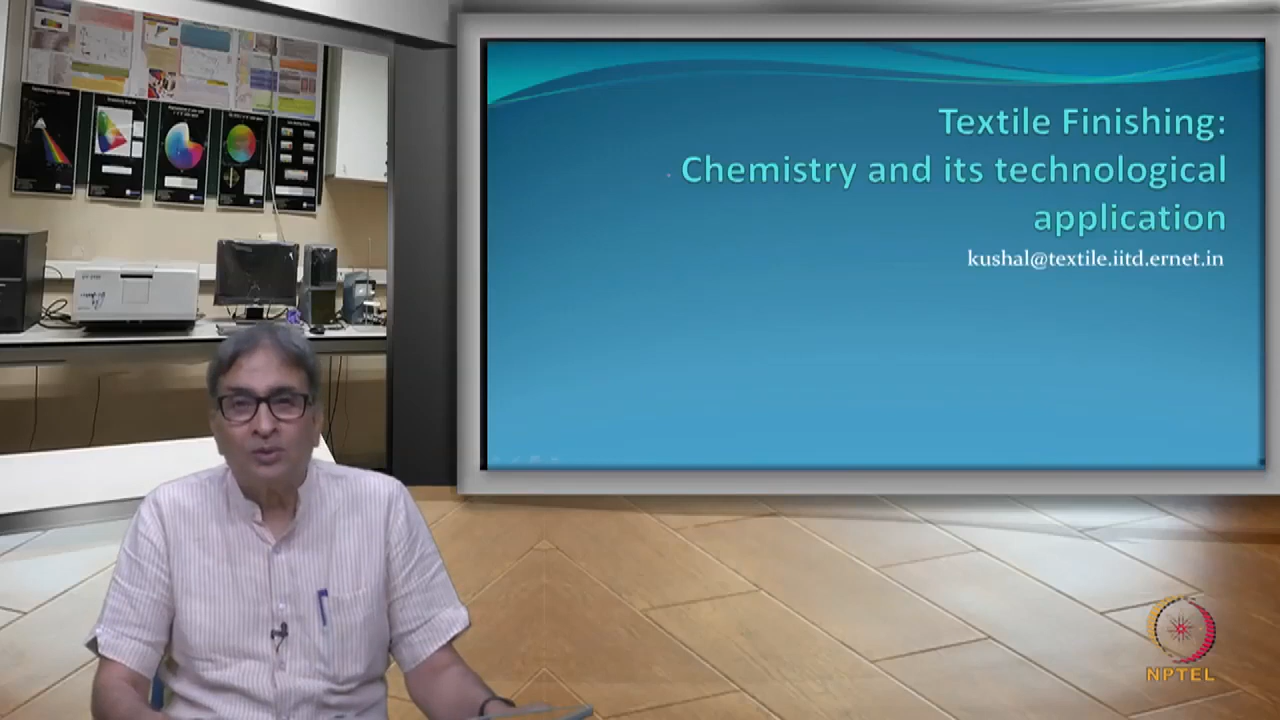 Textile Finishing:
Chemistry and its technological
application
kushal@textile.iitd.ernet.in
NPTEL